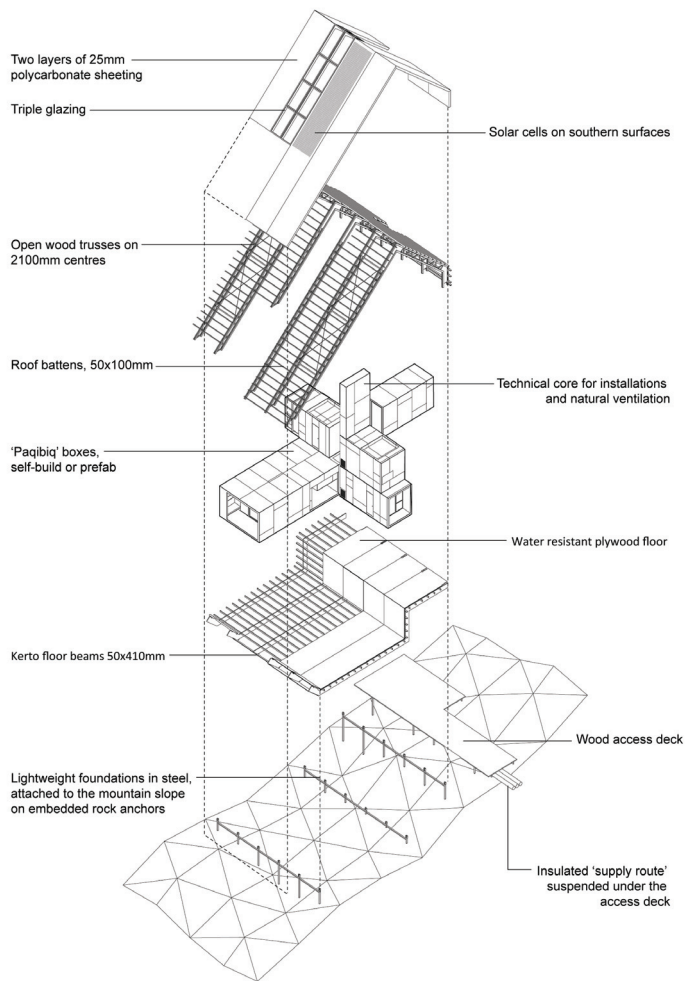 Two layers of 25mm
polycarbonate sheeting
Triple glazing
Solar cells on southern surfaces
Open wood trusses on
2100mm centres
Roof battens, 50x100mm
Technical core for installations
and natural ventilation
‘Paqibiq’ boxes,
self-build or prefab
Water resistant plywood floor
Kerto floor beams 50x410mm
Wood access deck
Lightweight foundations in steel,
attached to the mountain slope
on embedded rock anchors
Insulated ‘supply route’
suspended under the
access deck